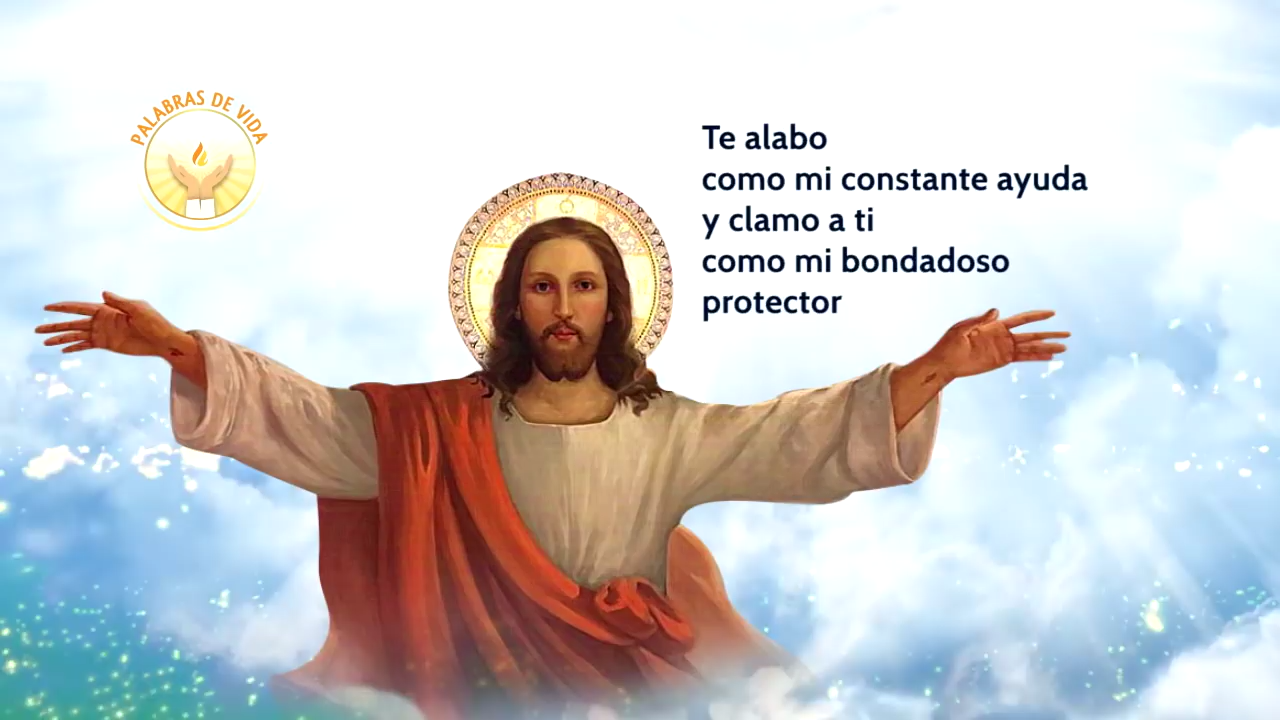 PALABRAS DE VIDA
Te alabo
como mi constante ayuda
y clamo a ti
como mi bondadoso
protector